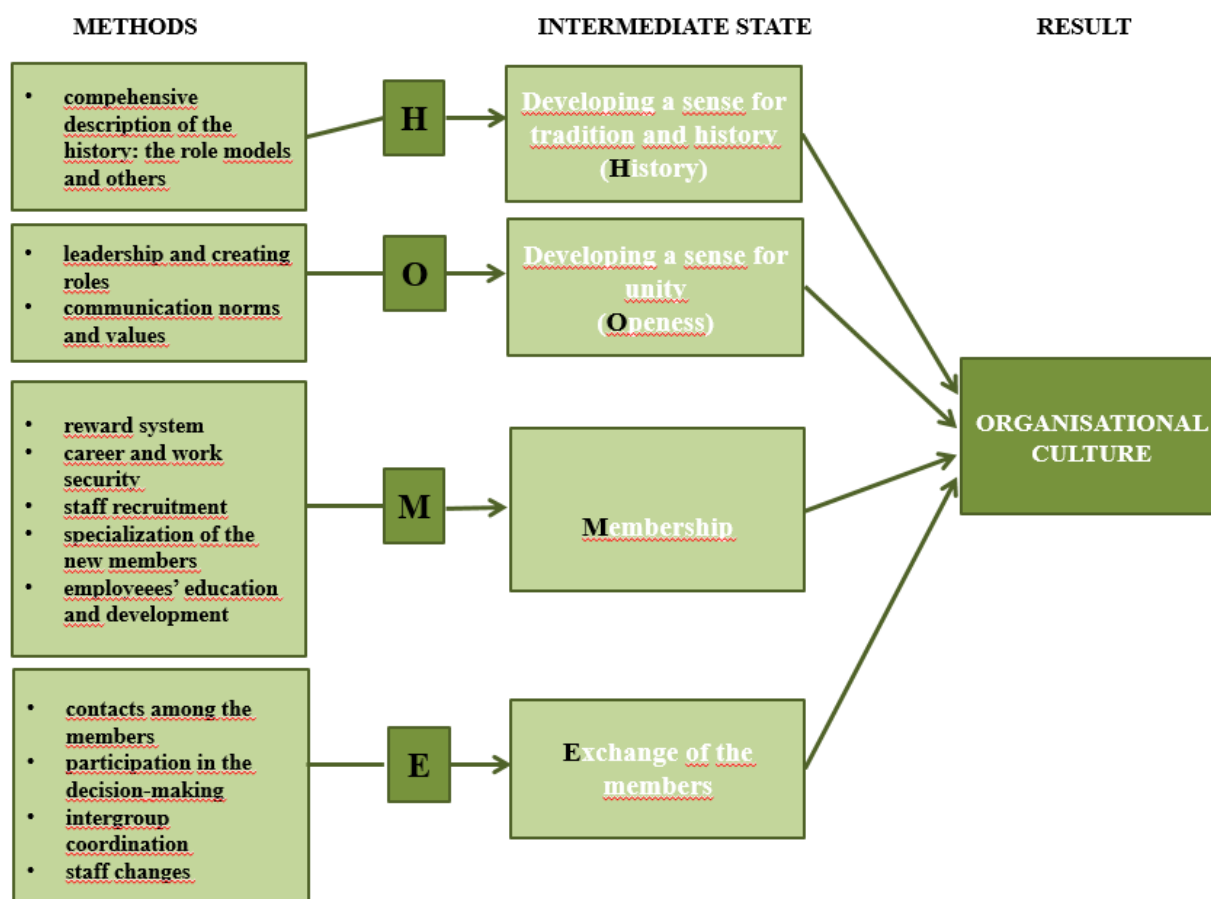 METHODS
INTERMEDIATE STATE
RESULT
• compehensive
description of the
history: the role models
and others
H
Developing a sense for
tradition and history
(History)
• leadership and creating
roles
• communication norms
and values
O
Developing a sense for
unity
(Openess)
• reward system
• career and work
security
• staff recruitment
• specialization of the
new members
• employeees’ education
and development
M
Membership
• contacts among the
members
• participation in the
decision-making
• intergroup
coordination
• staff changes
E
Exchange of the
members
ORGANISATIONAL
CULTURE